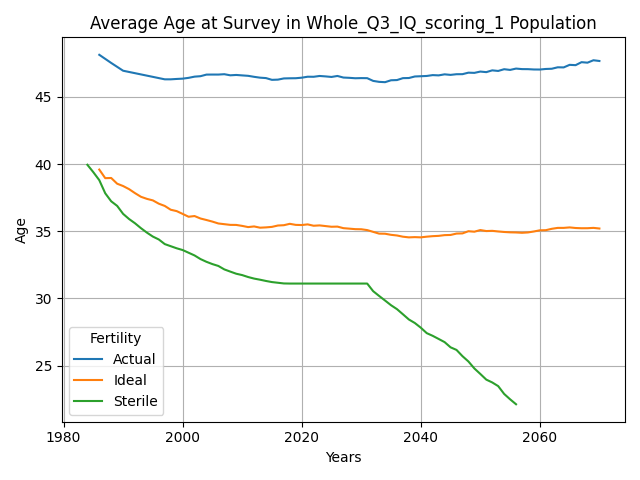 Average Age at Survey in Whole_Q3_IQ_scoring_1 Population
Age
45
40
35
30
25
Fertility
Actual
Ideal
Sterile
1980
2000
2020
2040
2060
Years